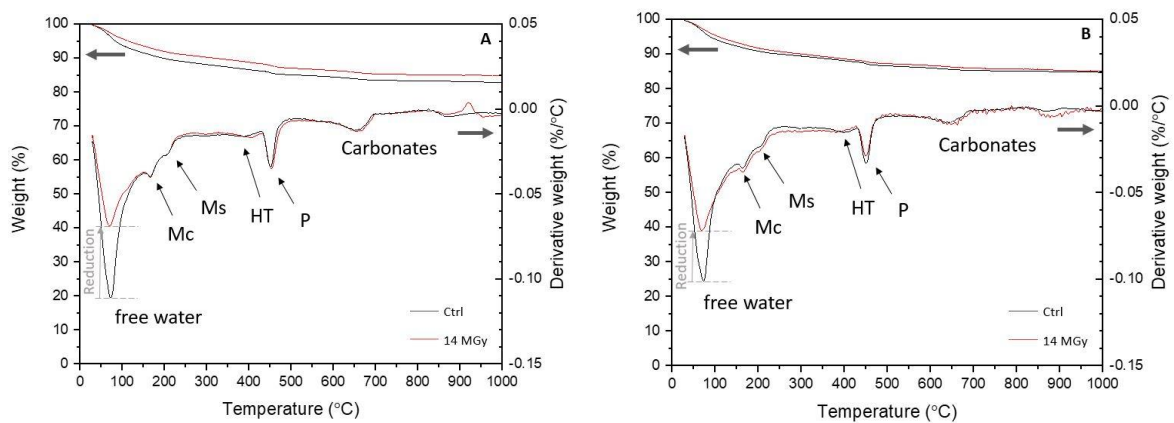 A
100
90
80
70
60
50
40
30
20
10
0
Weight (%)
0 100 200 300 400 500 600 700 800 900 1000
Temperature (°C)
0.05
0.00
-0.05
-0.10
-0.15
Derivative weight (%/°C)
Carbonates
Ms
Mc
HT
P
Reduction
free water
Ctrl
14 MGy
B
100
90
80
70
60
50
40
30
20
10
0
Weight (%)
0 100 200 300 400 500 600 700 800 900 1000
Temperature (°C)
0.05
0.00
-0.05
-0.10
-0.15
Derivative weight (%/°C)
Carbonates
Ms
Mc
HT
P
Reduction
free water
Ctrl
14 MGy